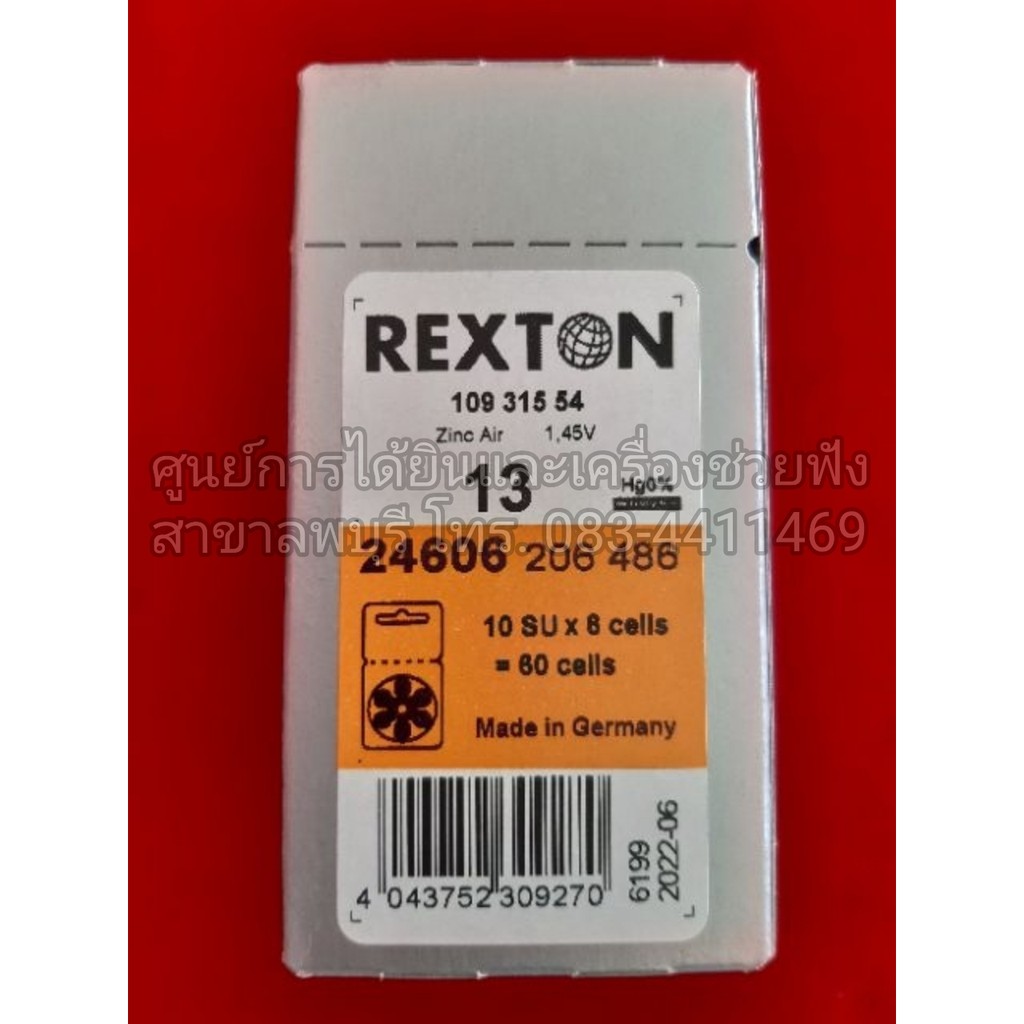 REXTON
109 315 54
Zinc Air 1,45V
ศูนย์การได้ยินและเครื่องช่วยฟัง
13 Hg0%
สาขาลพบุรี โทร. 083-4411469
24606 206 486
10 SU x 6 cells
= 60 cells
Made in Germany
4 043752 309270
6199
2022-06